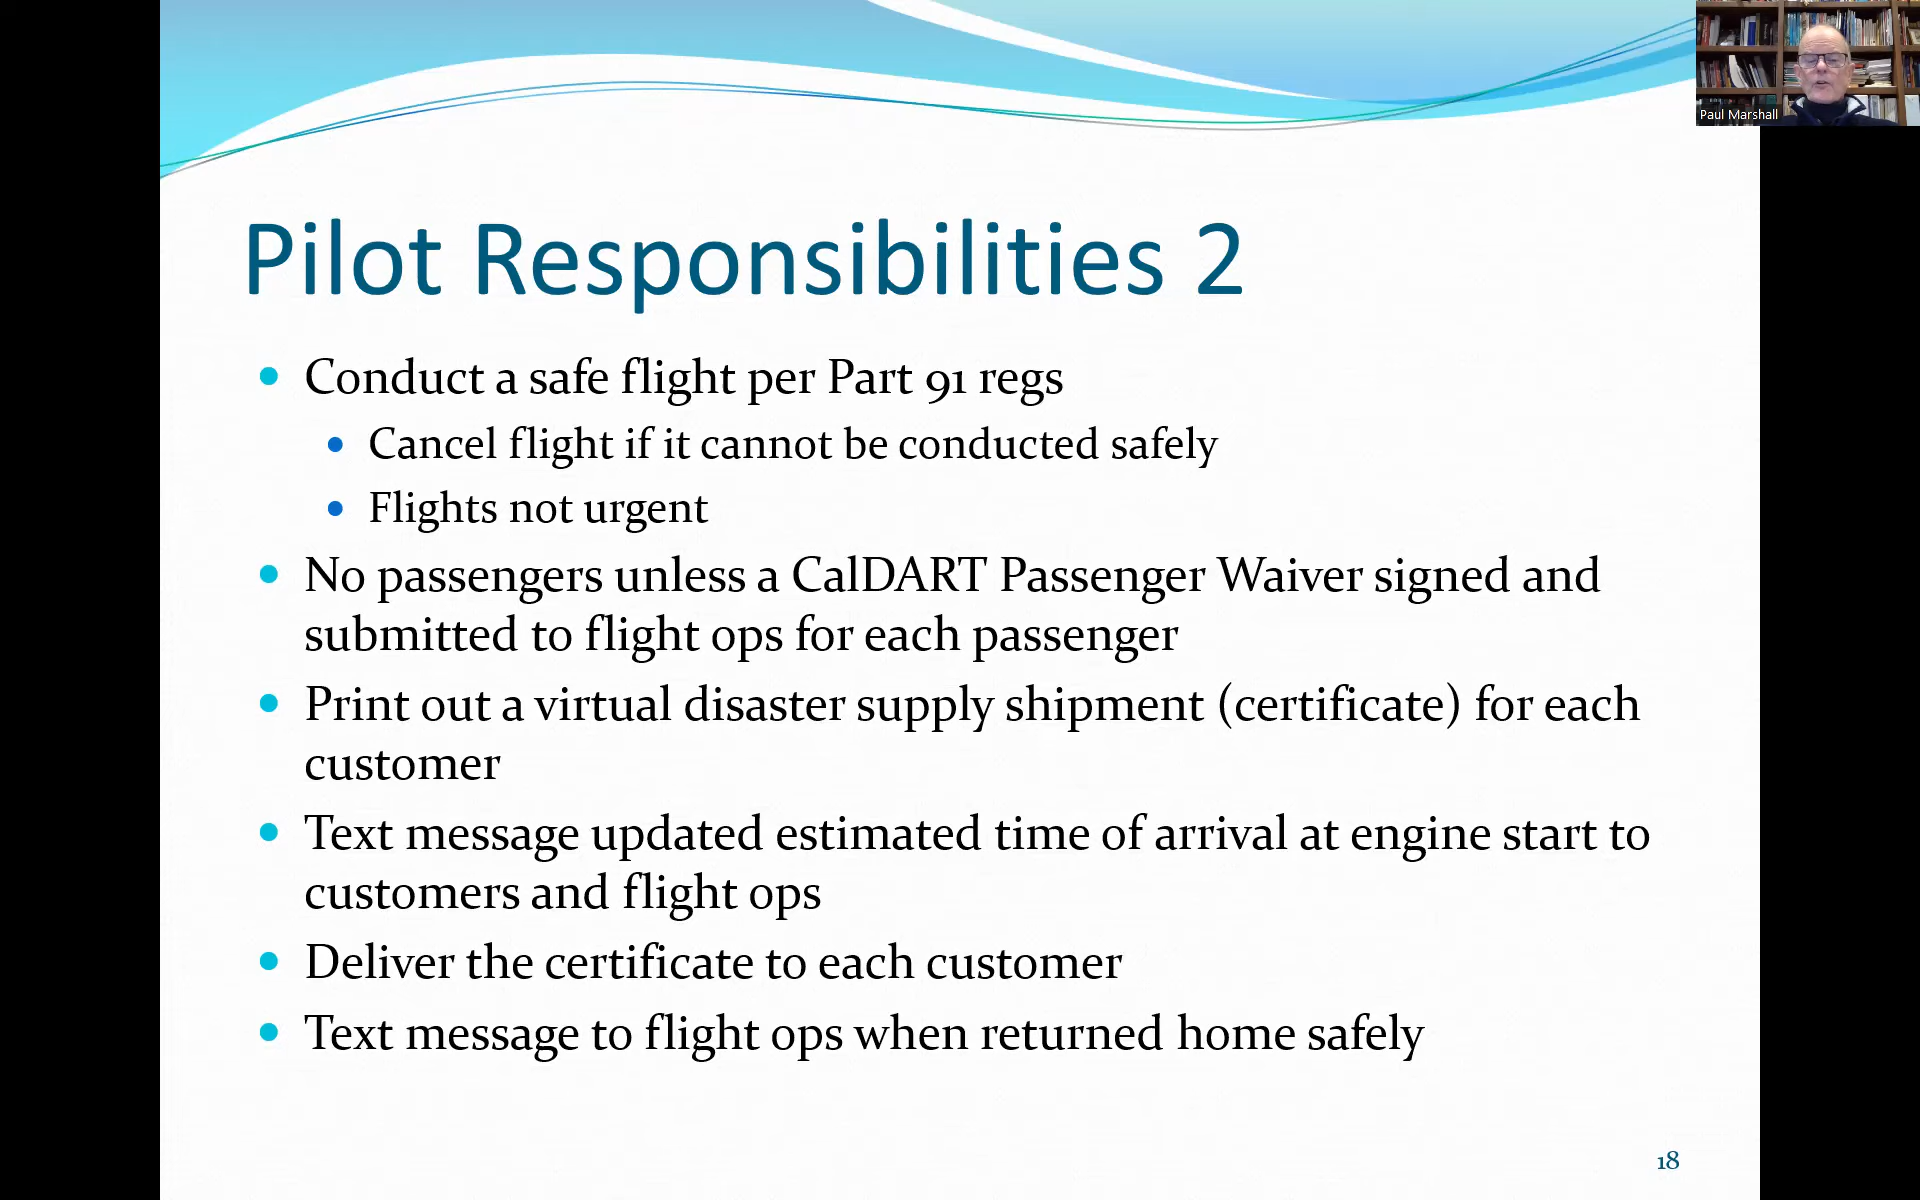 Paul Marshall
Pilot Responsibilities 2
• Conduct a safe flight per Part 91 regs
• Cancel flight if it cannot be conducted safely
• Flights not urgent
• No passengers unless a CalDART Passenger Waiver signed and
submitted to flight ops for each passenger
• Print out a virtual disaster supply shipment (certificate) for each
customer
• Text message updated estimated time of arrival at engine start to
customers and flight ops
• Deliver the certificate to each customer
• Text message to flight ops when returned home safely
18